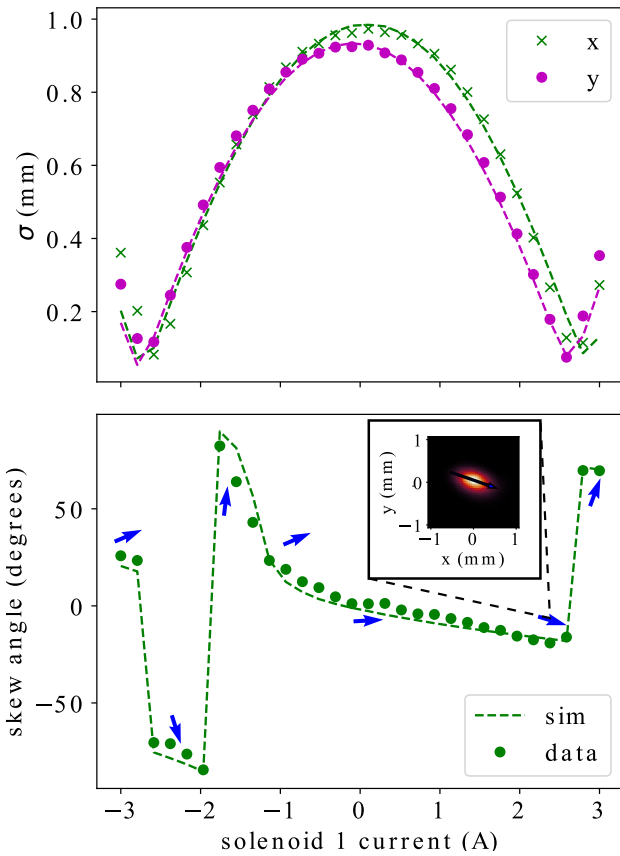 1.0
0.8
0.6
0.4
0.2
σ (mm)
x
y
50
0
−50
skew angle (degrees)
1
0
−1
y (mm)
−1
0
1
x (mm)
sim
data
−3
−2
−1
0
1
2
3
solenoid 1 current (A)